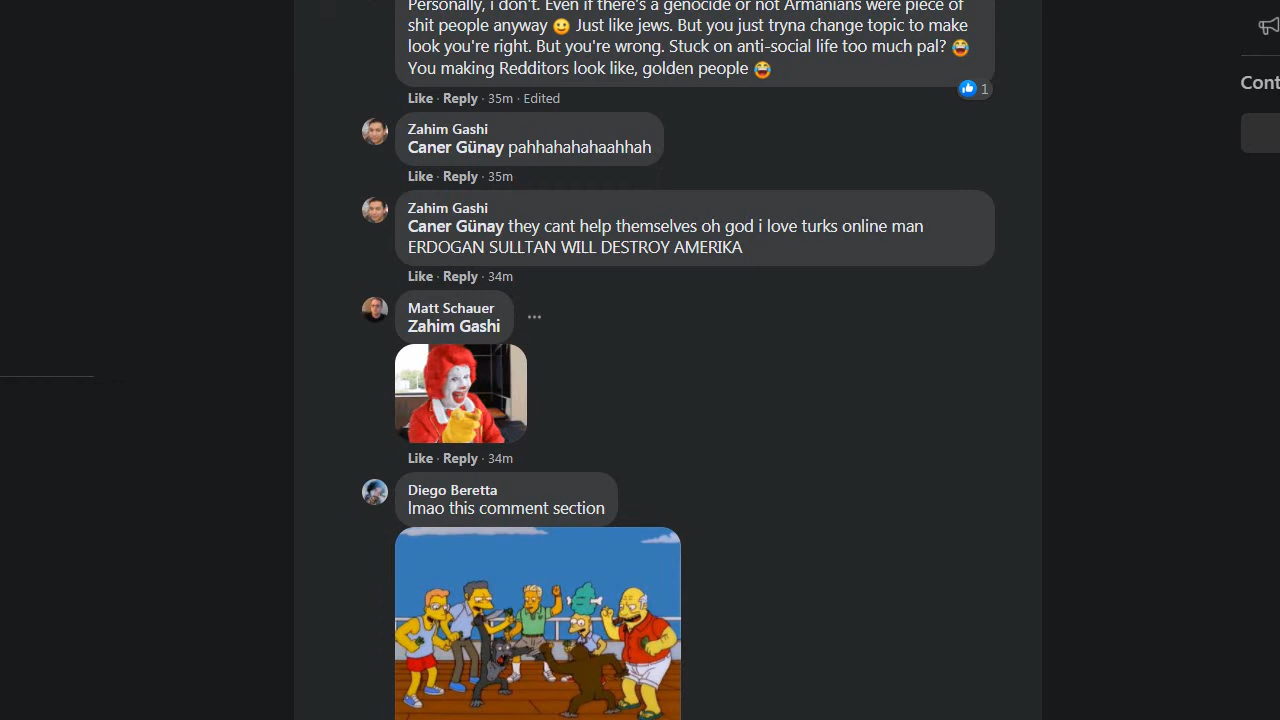 Personally, i don't. Even if there's a genocide or not Armanians were piece of
shit people anyway 🙂 Just like jews. But you just tryna change topic to make
look you're right. But you're wrong. Stuck on anti-social life too much pal? 😂
You making Redditors look like, golden people 😂
1
Like · Reply · 35m · Edited
Cont
Zahim Gashi
Caner Günay pahhahahahaahhah
Like · Reply · 35m
Zahim Gashi
Caner Günay they cant help themselves oh god i love turks online man
ERDOGAN SULLTAN WILL DESTROY AMERIKA
Like · Reply · 34m
Matt Schauer
Zahim Gashi
Like · Reply · 34m
Diego Beretta
lmao this comment section